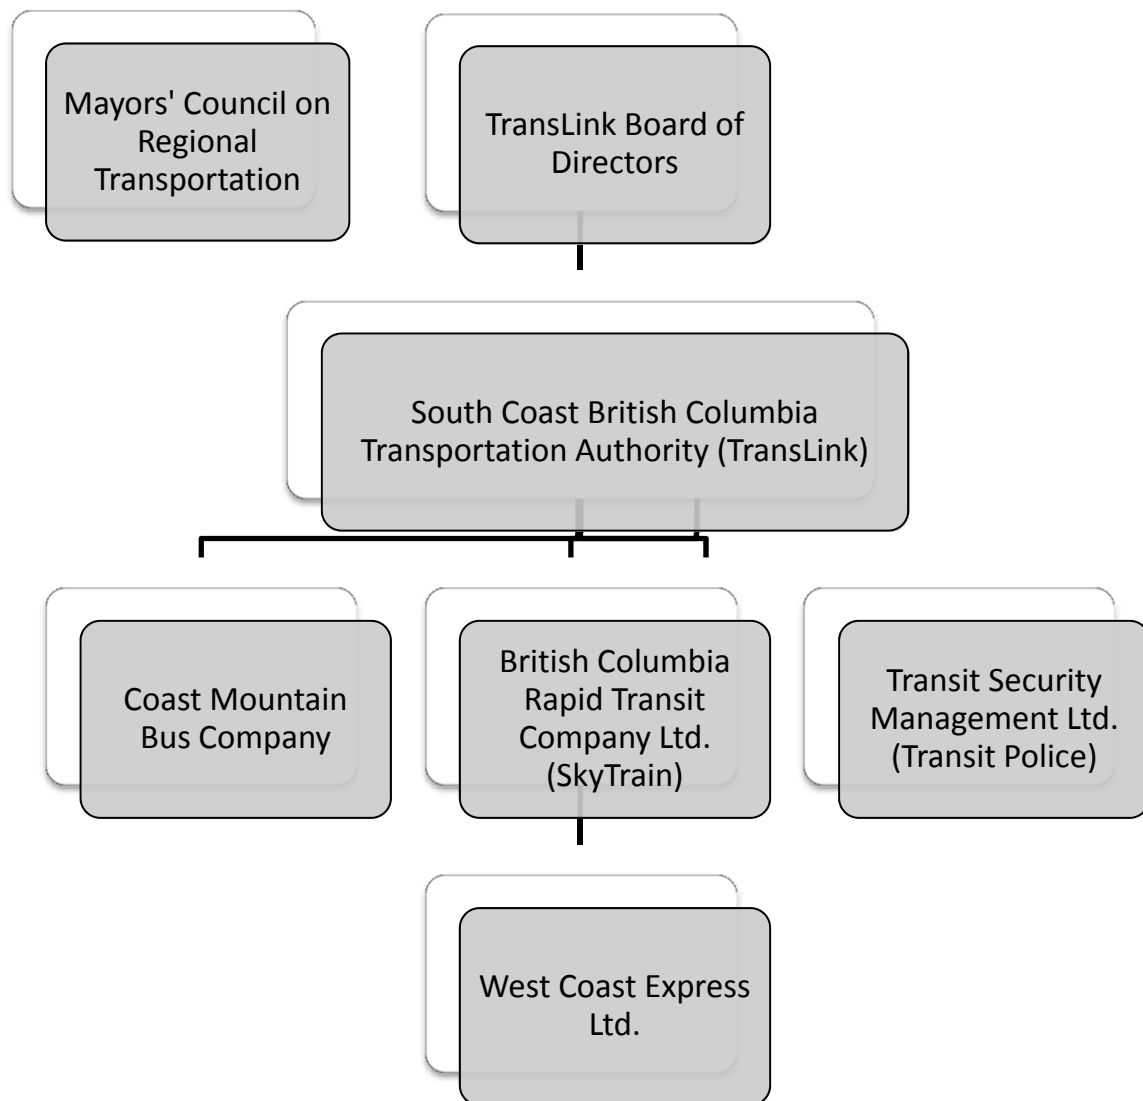 Mayors' Council on
Regional
Transportation
TransLink Board of
Directors
South Coast British Columbia
Transportation Authority (TransLink)
Coast Mountain
Bus Company
British Columbia
Rapid Transit
Company Ltd.
(SkyTrain)
Transit Security
Management Ltd.
(Transit Police)
West Coast Express
Ltd.